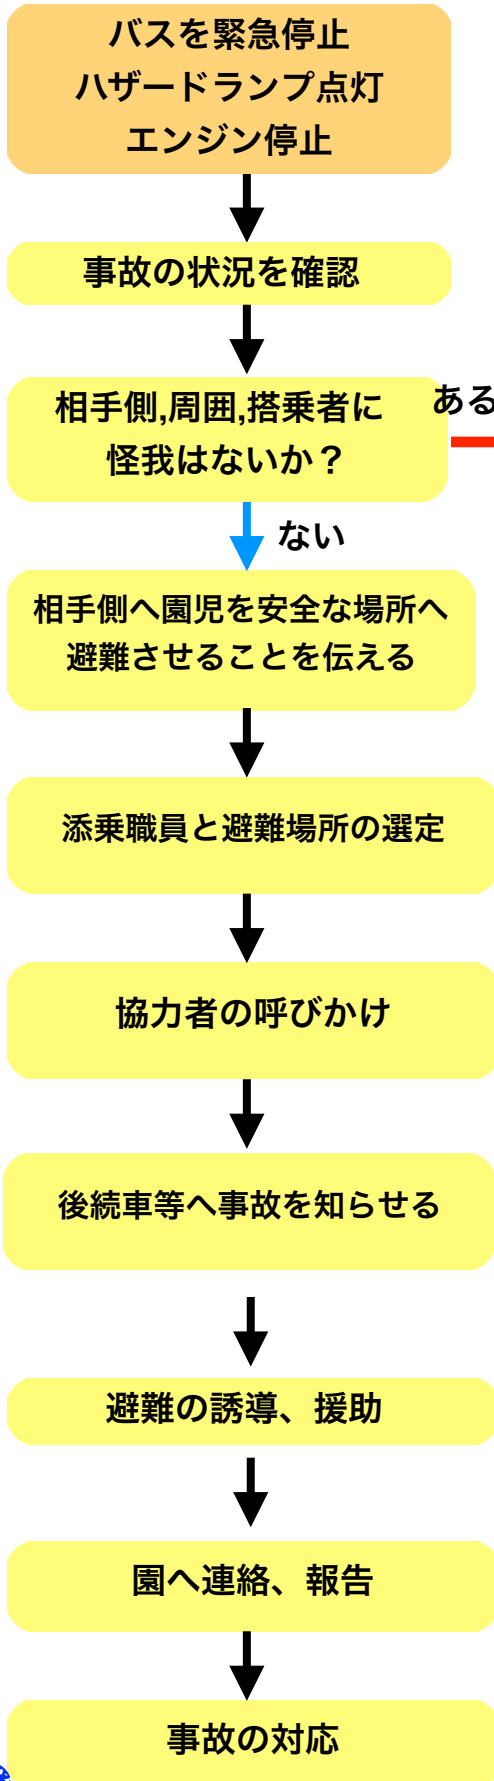 バスを緊急停止
ハザードランプ点灯
エンジン停止
事故の状況を確認
相手側,周囲,搭乗者に
怪我はないか？
ある
ない
相手側へ園児を安全な場所へ
避難させることを伝える
添乗職員と避難場所の選定
協力者の呼びかけ
後続車等へ事故を知らせる
避難の誘導、援助
園へ連絡、報告
事故の対応